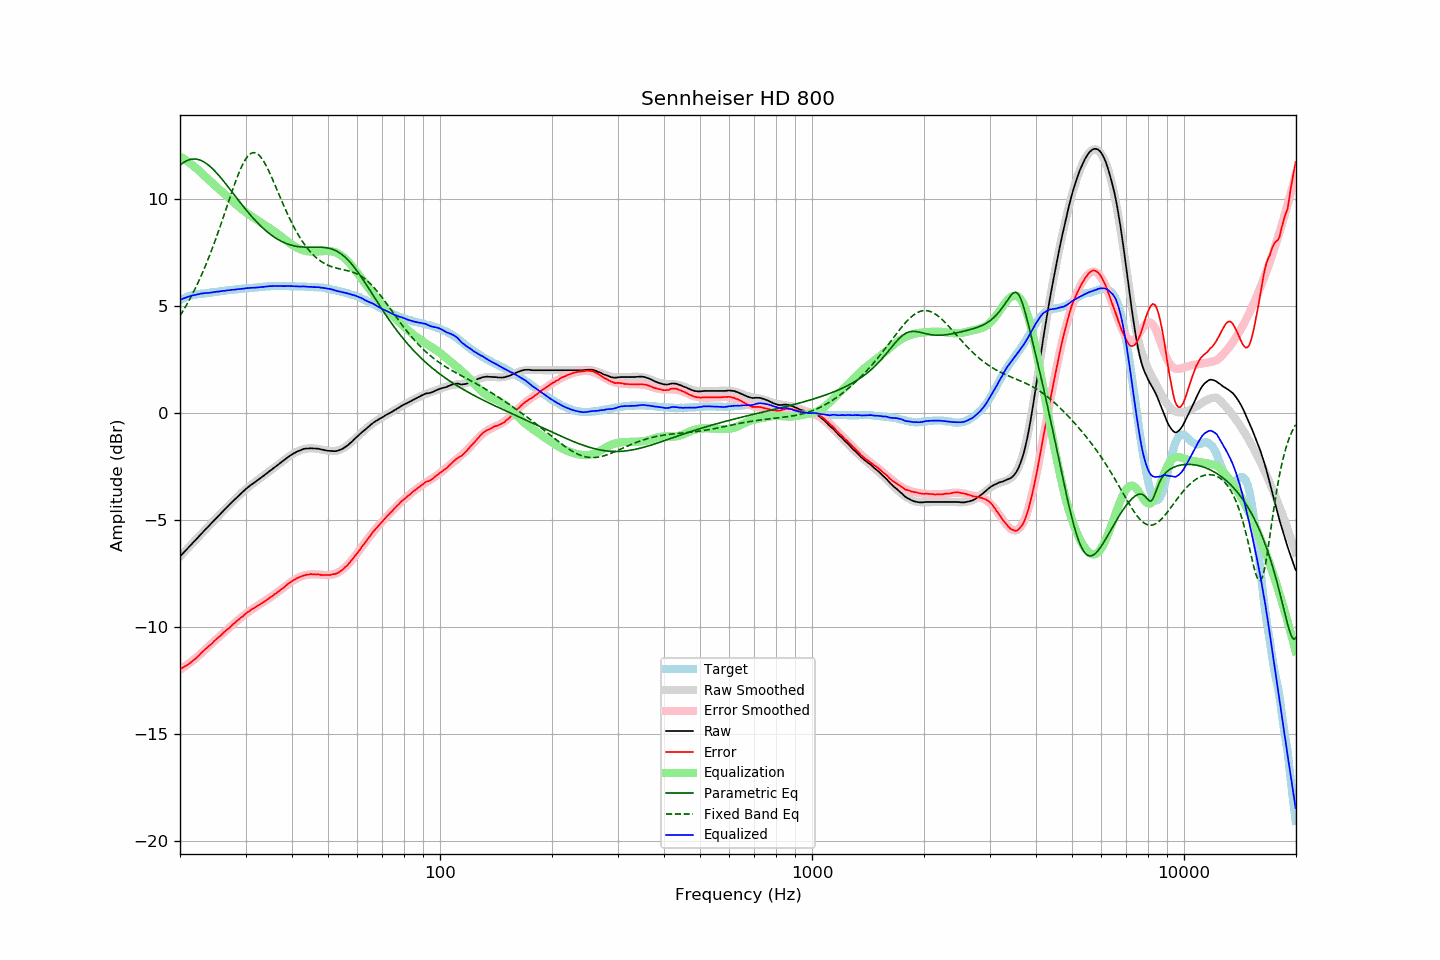 Sennheiser HD 800
Amplitude (dBr)
10
5
0
−5
−10
−15
−20
Target
Raw Smoothed
Error Smoothed
Raw
Error
Equalization
Parametric Eq
Fixed Band Eq
Equalized
100
1000
10000
Frequency (Hz)